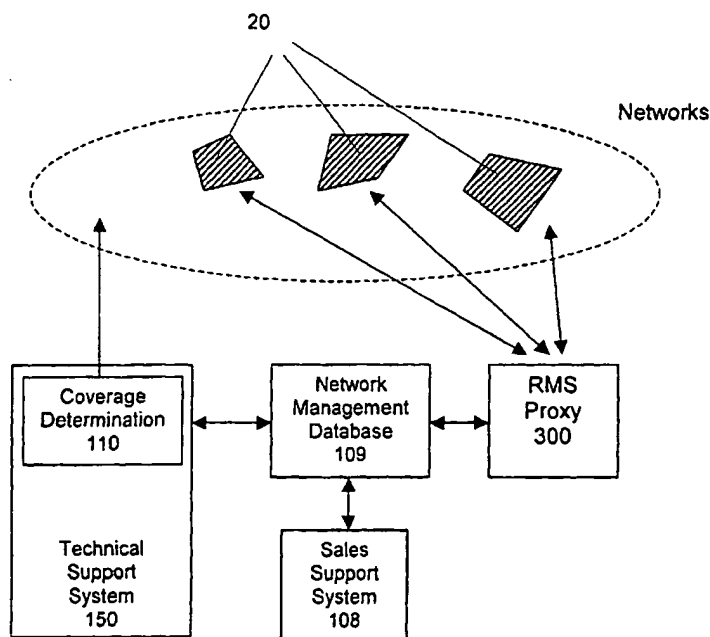 20
Networks
Coverage
Determination
110
Network
Management
Database
109
RMS
Proxy
300
Technical
Support
System
150
Sales
Support
System
108